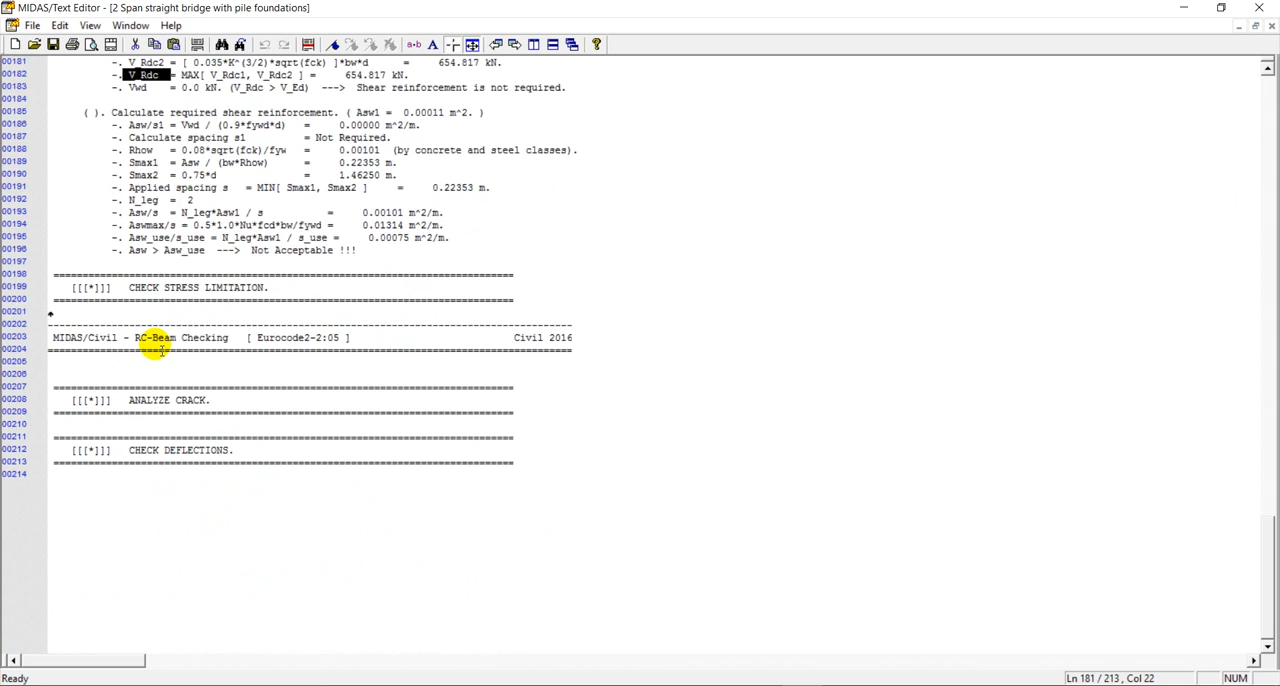 MIDAS/Text Editor - [2 Span straight bridge with pile foundations]
File Edit View Window Help
00181 -. V_Rdc2 = [ 0.035*K^(3/2)*sqrt(fck) ]*bw*d = 654.817 kN.
00182 -. V_Rdc = MAX[ V_Rdc1, V_Rdc2 ] = 654.817 kN.
00183 -. Vwd = 0.0 kN. (V_Rdc > V_Ed) ---> Shear reinforcement is not required.
00184
00185 ( ). Calculate required shear reinforcement. ( Asw1 = 0.00011 m^2. )
00186 -. Asw/s1 = Vwd / (0.9*fywd*d) = 0.00000 m^2/m.
00187 -. Calculate spacing s1 = Not Required.
00188 -. Rhow = 0.08*sqrt(fck)/fyw = 0.00101 (by concrete and steel classes).
00189 -. Smax1 = Asw / (bw*Rhow) = 0.22353 m.
00190 -. Smax2 = 0.75*d = 1.46250 m.
00191 -. Applied spacing s = MIN[ Smax1, Smax2 ] = 0.22353 m.
00192 -. N_leg = 2
00193 -. Asw/s = N_leg*Asw1 / s = 0.00101 m^2/m.
00194 -. Aswmax/s = 0.5*1.0*Nu*fcd*bw/fywd = 0.01314 m^2/m.
00195 -. Asw_use/s_use = N_leg*Asw1 / s_use = 0.00075 m^2/m.
00196 -. Asw > Asw_use ---> Not Acceptable !!!
00197
00198 ==============================================================================
00199 [[[*]]] CHECK STRESS LIMITATION.
00200 ==============================================================================
00201
00202 ------------------------------------------------------------------------------------------
00203 MIDAS/Civil - RC-Beam Checking [ Eurocode2-2:05 ] Civil 2016
00204 ==========================================================================================
00205
00206
00207 ==============================================================================
00208 [[[*]]] ANALYZE CRACK.
00209 ==============================================================================
00210
00211 ==============================================================================
00212 [[[*]]] CHECK DEFLECTIONS.
00213 ==============================================================================
00214
Ready Ln 181 / 213 , Col 22 NUM